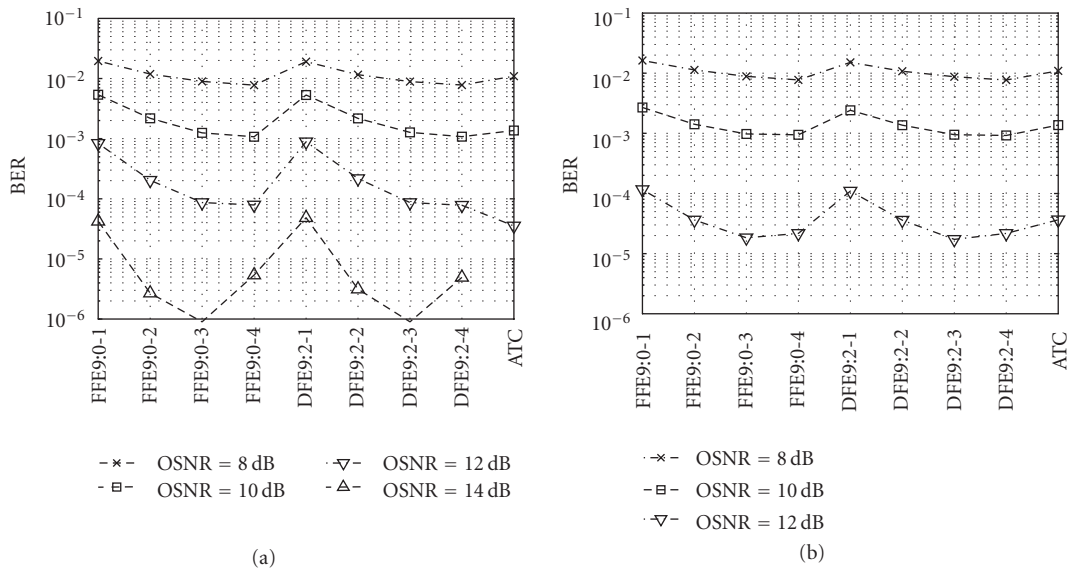 10−1
10−2
10−3
10−4
10−5
10−6
BER
FFE9:0-1
FFE9:0-2
FFE9:0-3
FFE9:0-4
DFE9:2-1
DFE9:2-2
DFE9:2-3
DFE9:2-4
ATC
OSNR = 8 dB
OSNR = 10 dB
OSNR = 12 dB
OSNR = 14 dB
(a)
10−1
10−2
10−3
10−4
10−5
10−6
BER
FFE9:0-1
FFE9:0-2
FFE9:0-3
FFE9:0-4
DFE9:2-1
DFE9:2-2
DFE9:2-3
DFE9:2-4
ATC
OSNR = 8 dB
OSNR = 10 dB
OSNR = 12 dB
(b)